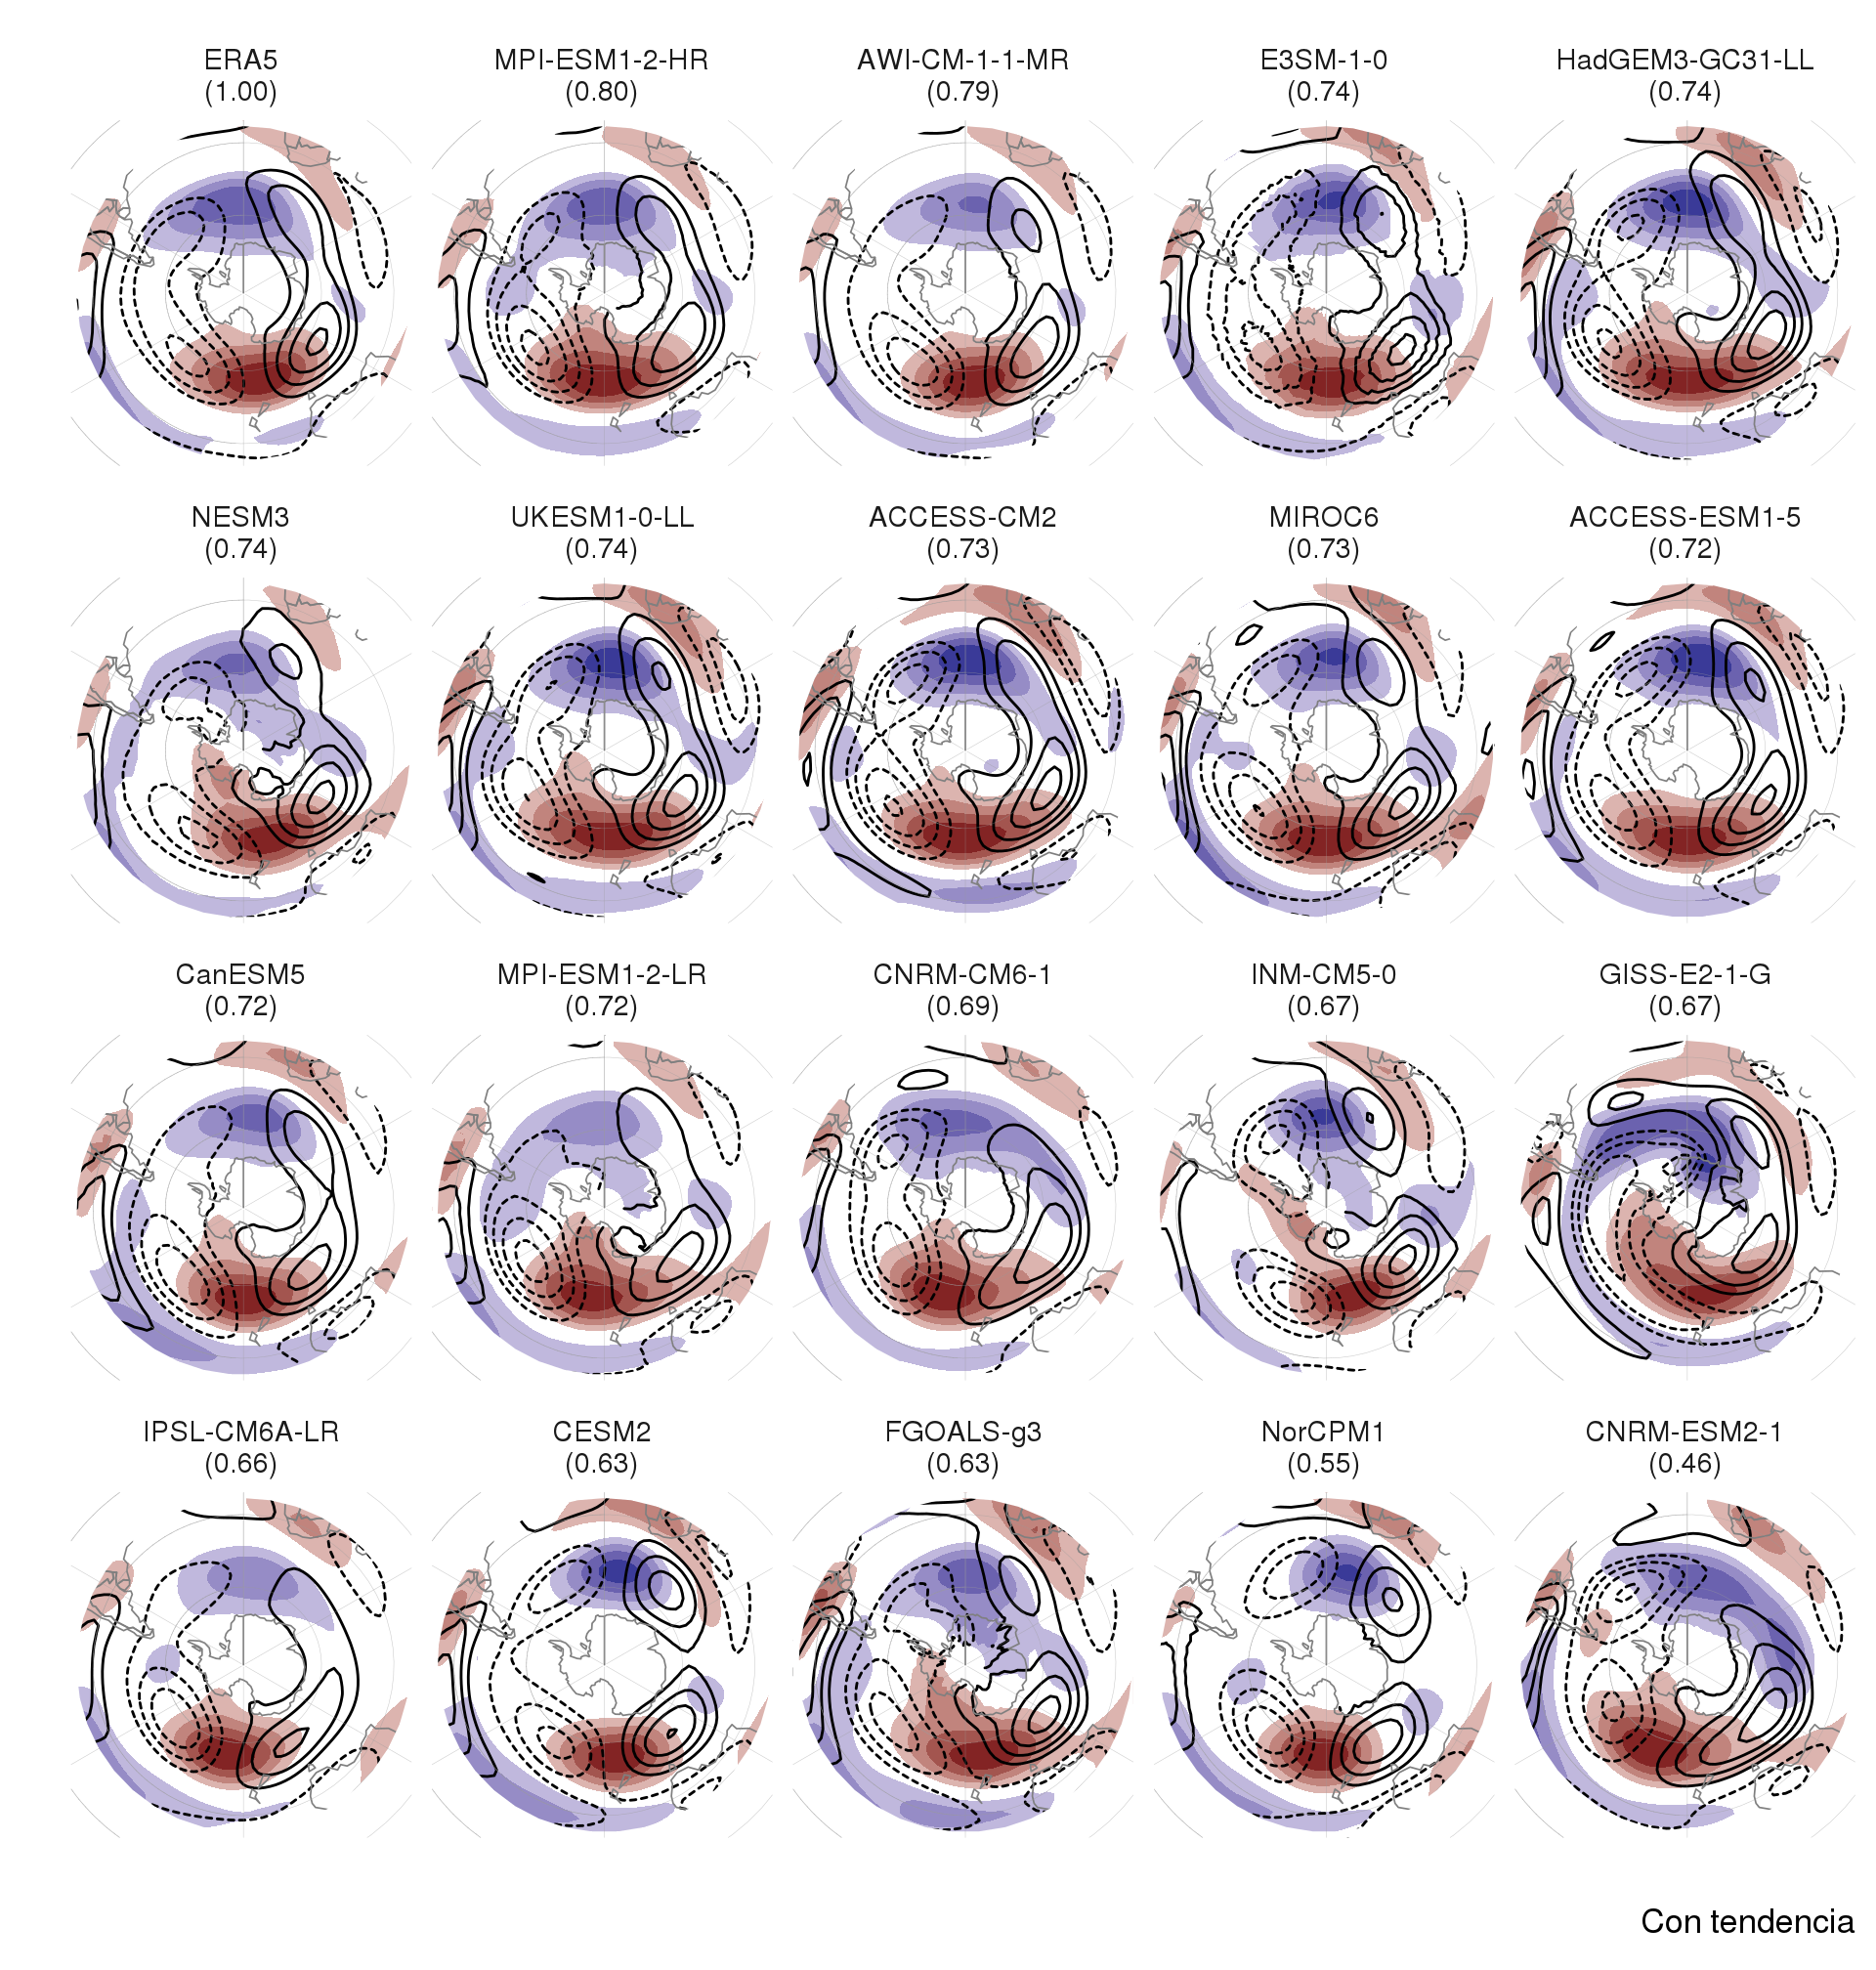 ERA5
(1.00)
MPI-ESM1-2-HR
(0.80)
AWI-CM-1-1-MR
(0.79)
E3SM-1-0
(0.74)
HadGEM3-GC31-LL
(0.74)
NESM3
(0.74)
UKESM1-0-LL
(0.74)
ACCESS-CM2
(0.73)
MIROC6
(0.73)
ACCESS-ESM1-5
(0.72)
CanESM5
(0.72)
MPI-ESM1-2-LR
(0.72)
CNRM-CM6-1
(0.69)
INM-CM5-0
(0.67)
GISS-E2-1-G
(0.67)
IPSL-CM6A-LR
(0.66)
CESM2
(0.63)
FGOALS-g3
(0.63)
NorCPM1
(0.55)
CNRM-ESM2-1
(0.46)
Con tendencia